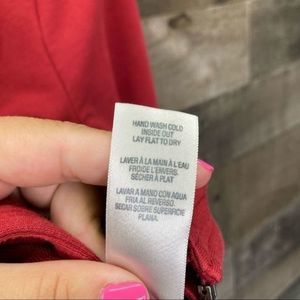 HAND WASH COLD
INSIDE OUT
LAY FLAT TO DRY
LAVER À LA MAIN À L'EAU
FROIDE À L'ENVERS.
SÉCHER À PLAT
LAVAR A MANO CON AGUA
FRIA AL REVERSO.
SECAR SOBRE SUPERFICIE
PLANA.